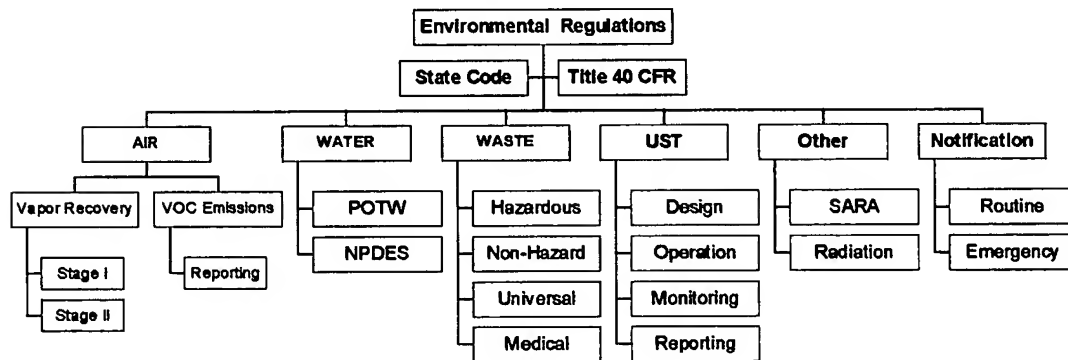 Environmental Regulations
State Code
Title 40 CFR
AIR
WATER
WASTE
UST
Other
Notification
Vapor Recovery
VOC Emissions
POTW
Hazardous
Design
SARA
Routine
Stage I
Reporting
NPDES
Non-Hazard
Operation
Radiation
Emergency
Stage II
Universal
Monitoring
Medical
Reporting